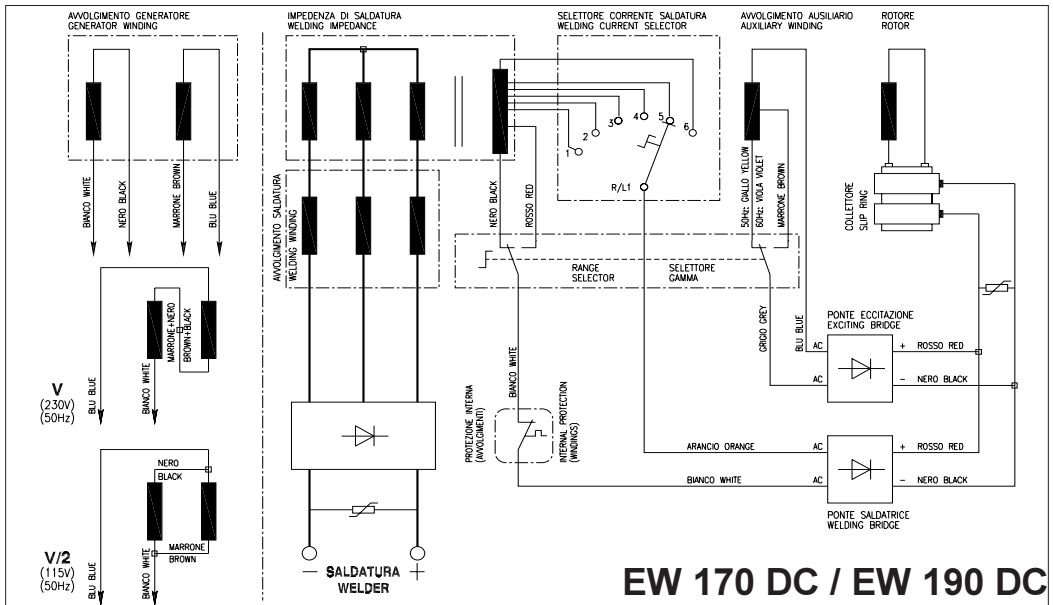 AVVOLGIMENTO GENERATORE
GENERATOR WINDING
IMPEDENZA DI SALDATURA
WELDING IMPEDANCE
SELETTORE CORRENTE SALDATURA
WELDING CURRENT SELECTOR
AVVOLGIMENTO AUSILIARIO
AUXILIARY WINDING
ROTORE
ROTOR
1
2
3
4
5
6
R/L1
BIANCO WHITE
NERO BLACK
MARRONE BROWN
BLU BLUE
AVVOLGIMENTO SALDATURA
WELDING WINDING
NERO BLACK
ROSSO RED
50Hz: GIALLO YELLOW
60Hz: VIOLA VIOLET
MARRONE BROWN
COLLETTORE
SLIP RING
RANGE
SELECTOR
SELETTORE
GAMMA
V
(230V)
(50Hz)
BLU BLUE
BIANCO WHITE
MARRONE+NERO
BROWN+BLACK
BIANCO WHITE
GRIGIO GREY
BLU BLUE
PONTE ECCITAZIONE
EXCITING BRIDGE
AC
+ ROSSO RED
AC
− NERO BLACK
PROTEZIONE INTERNA
(AVVOLGIMENTI)
INTERNAL PROTECTION
(WINDINGS)
ARANCIO ORANGE
AC
+ ROSSO RED
BIANCO WHITE
AC
− NERO BLACK
PONTE SALDATRICE
WELDING BRIDGE
V/2
(115V)
(50Hz)
BLU BLUE
BIANCO WHITE
NERO
BLACK
MARRONE
BROWN
− SALDATURA +
WELDER
EW 170 DC / EW 190 DC